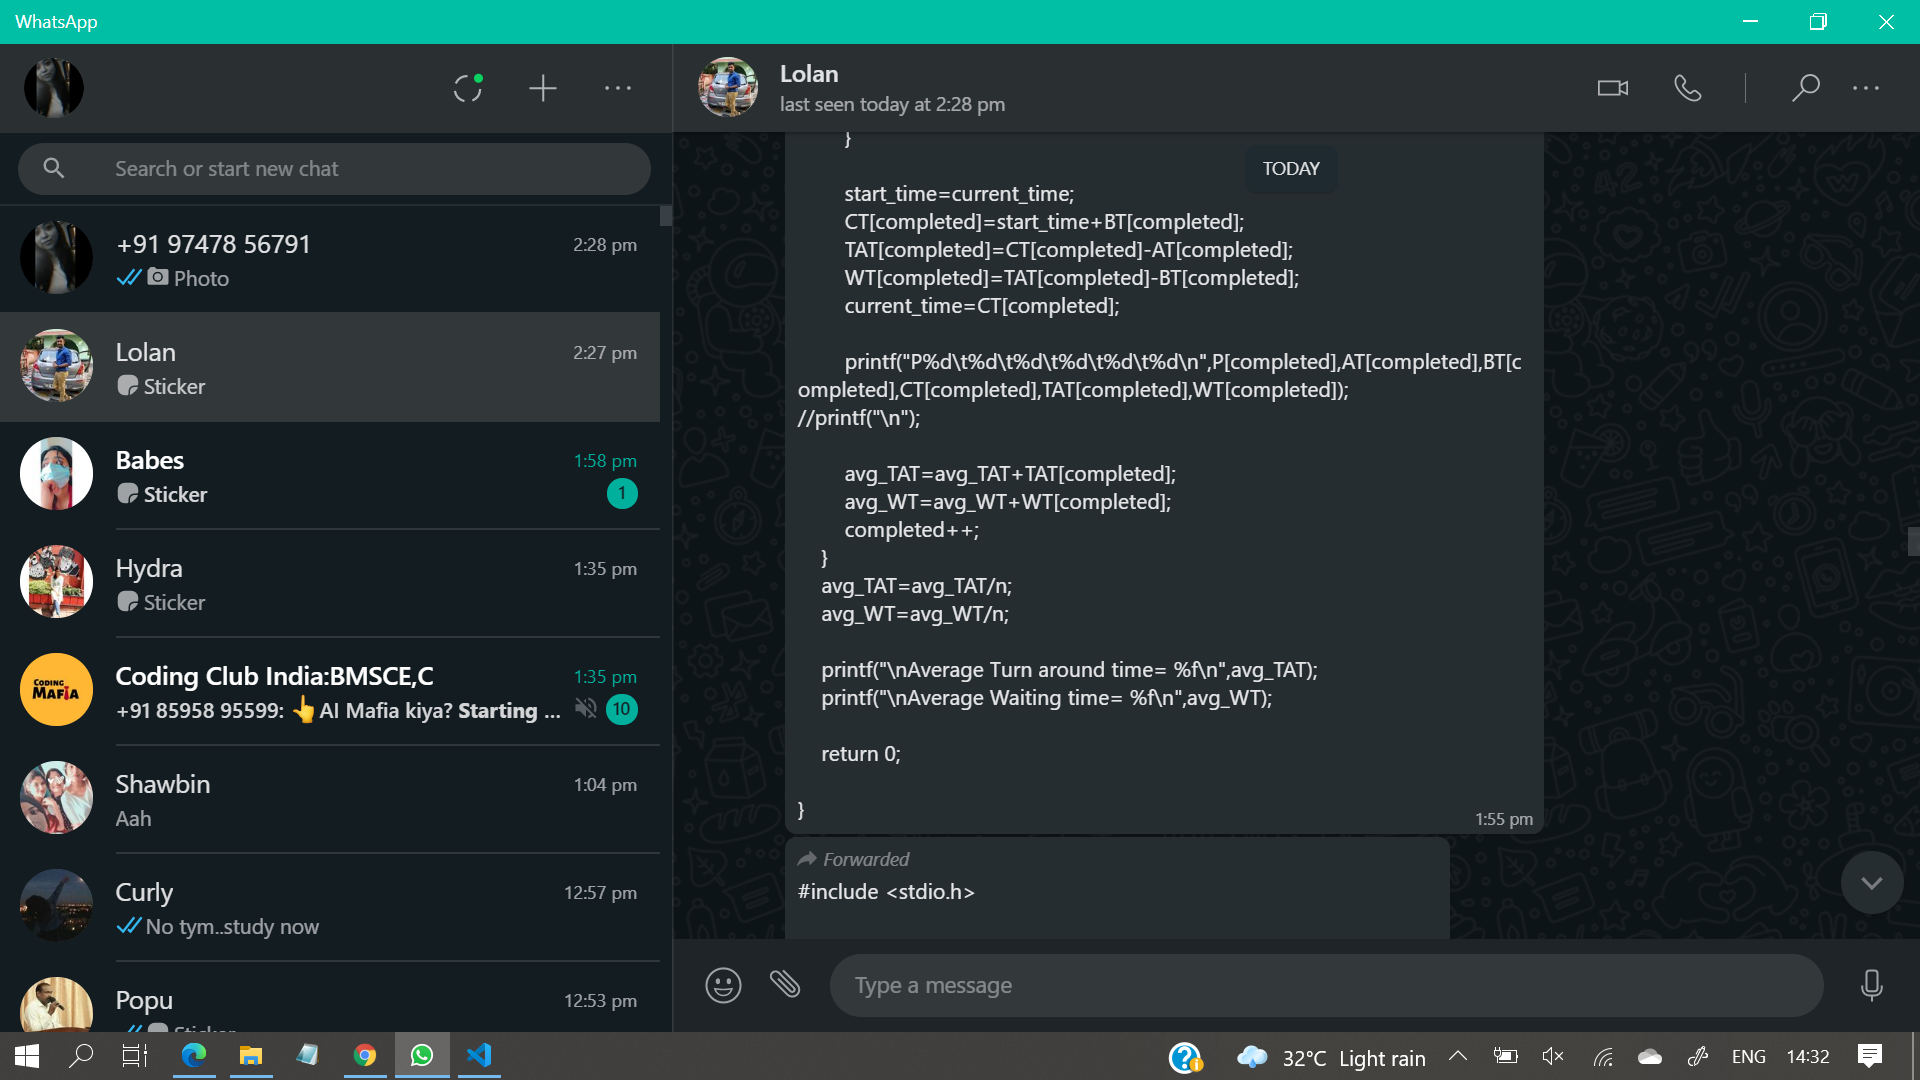 WhatsApp
Search or start new chat
+91 97478 56791
2:28 pm
Photo
Lolan
2:27 pm
Sticker
Babes
1:58 pm
Sticker
1
Hydra
1:35 pm
Sticker
CODING
MAFIA
Coding Club India:BMSCE,C
1:35 pm
+91 85958 95599: 👆AI Mafia kiya? Starting ...
10
Shawbin
1:04 pm
Aah
Curly
12:57 pm
No tym..study now
Popu
12:53 pm
Sticker
Lolan
last seen today at 2:28 pm
}
TODAY
start_time=current_time;
CT[completed]=start_time+BT[completed];
TAT[completed]=CT[completed]-AT[completed];
WT[completed]=TAT[completed]-BT[completed];
current_time=CT[completed];
printf("P%d\t%d\t%d\t%d\t%d\t%d\n",P[completed],AT[completed],BT[c
ompleted],CT[completed],TAT[completed],WT[completed]);
//printf("\n");
avg_TAT=avg_TAT+TAT[completed];
avg_WT=avg_WT+WT[completed];
completed++;
}
avg_TAT=avg_TAT/n;
avg_WT=avg_WT/n;
printf("\nAverage Turn around time= %f\n",avg_TAT);
printf("\nAverage Waiting time= %f\n",avg_WT);
return 0;
}
1:55 pm
Forwarded
#include <stdio.h>
Type a message
32°C Light rain
ENG
14:32